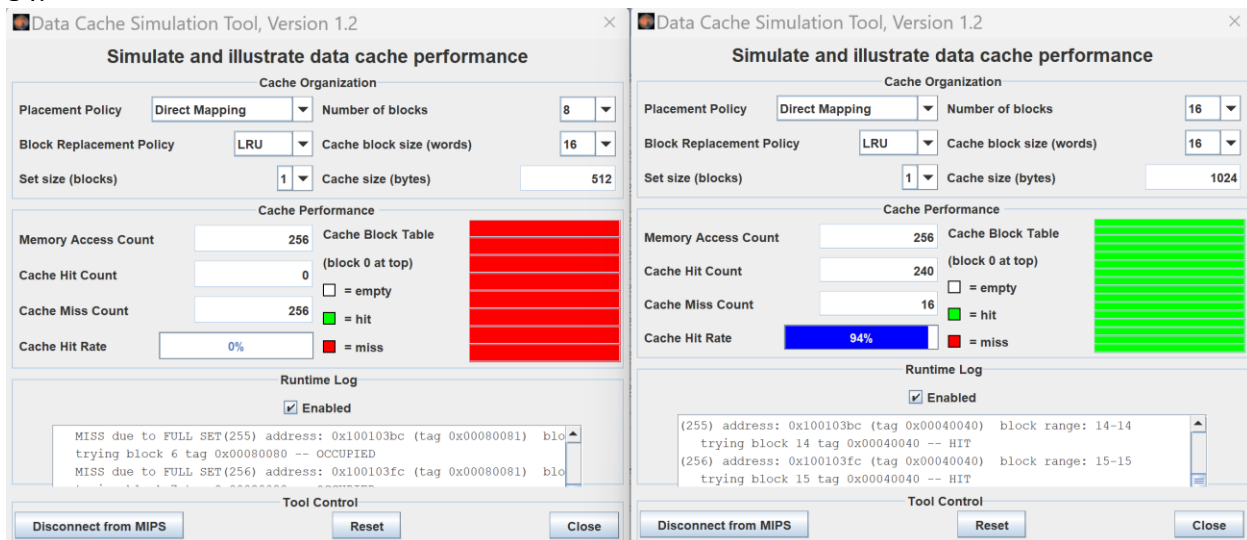 Data Cache Simulation Tool, Version 1.2
Simulate and illustrate data cache performance
Cache Organization
Placement Policy Direct Mapping Number of blocks 8
Block Replacement Policy LRU Cache block size (words) 16
Set size (blocks) 1 Cache size (bytes) 512
Cache Performance
Memory Access Count 256 Cache Block Table
Cache Hit Count 0 (block 0 at top)
= empty
Cache Miss Count 256
= hit
Cache Hit Rate 0% = miss
Runtime Log
Enabled
MISS due to FULL SET(255) address: 0x100103bc (tag 0x00080081) blo
trying block 6 tag 0x00080080 -- OCCUPIED
MISS due to FULL SET(256) address: 0x100103fc (tag 0x00080081) blo
Tool Control
Disconnect from MIPS Reset Close
Data Cache Simulation Tool, Version 1.2
Simulate and illustrate data cache performance
Cache Organization
Placement Policy Direct Mapping Number of blocks 16
Block Replacement Policy LRU Cache block size (words) 16
Set size (blocks) 1 Cache size (bytes) 1024
Cache Performance
Memory Access Count 256 Cache Block Table
Cache Hit Count 240 (block 0 at top)
= empty
Cache Miss Count 16
= hit
Cache Hit Rate 94% = miss
Runtime Log
Enabled
(255) address: 0x100103bc (tag 0x00040040) block range: 14-14
trying block 14 tag 0x00040040 -- HIT
(256) address: 0x100103fc (tag 0x00040040) block range: 15-15
trying block 15 tag 0x00040040 -- HIT
Tool Control
Disconnect from MIPS Reset Close